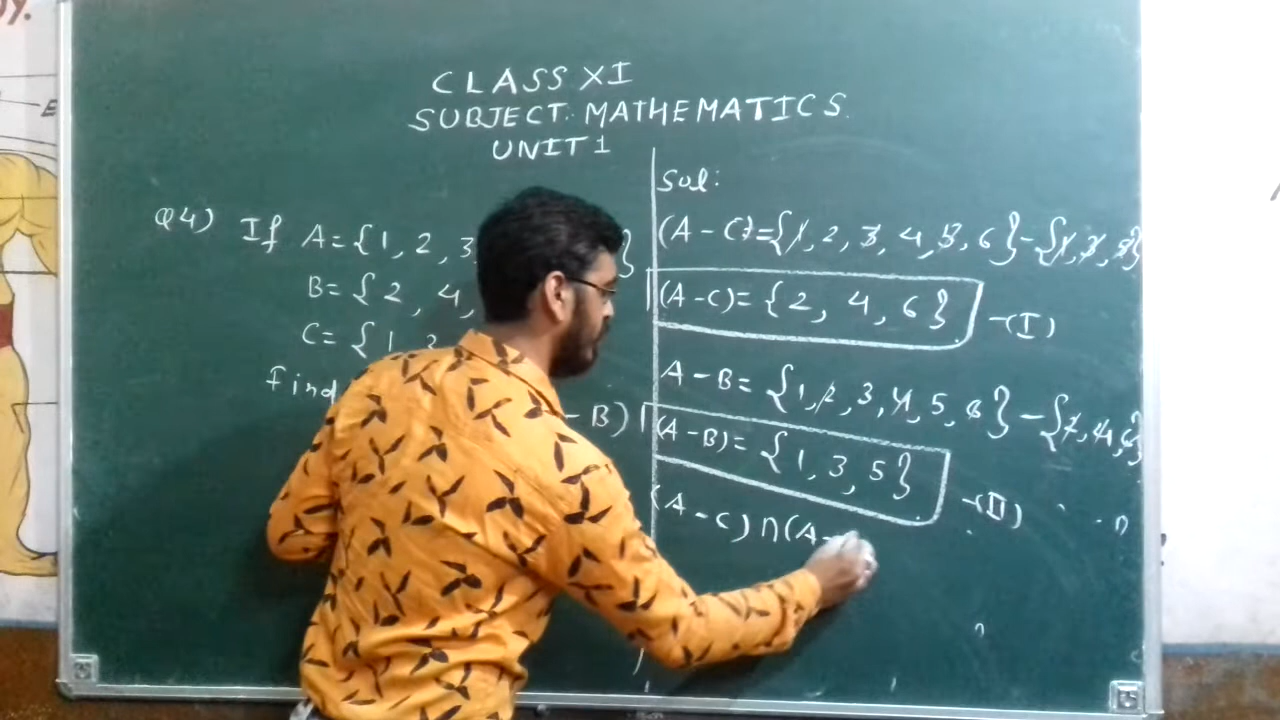 CLASS XI
SUBJECT: MATHEMATICS
UNIT 1
Q4) If A = {1, 2, 3 }
B = { 2 , 4,
C = { 1
Find - B)
Sol:
(A - C) = {1, 2, 3, 4, 5, 6} - {1, 3, 5}
(A - C) = {2, 4, 6} -(I)
A - B = {1, 2, 3, 4, 5, 6} - {2, 4, 6}
(A - B) = {1, 3, 5} -(II)
(A - C) ∩ (A -